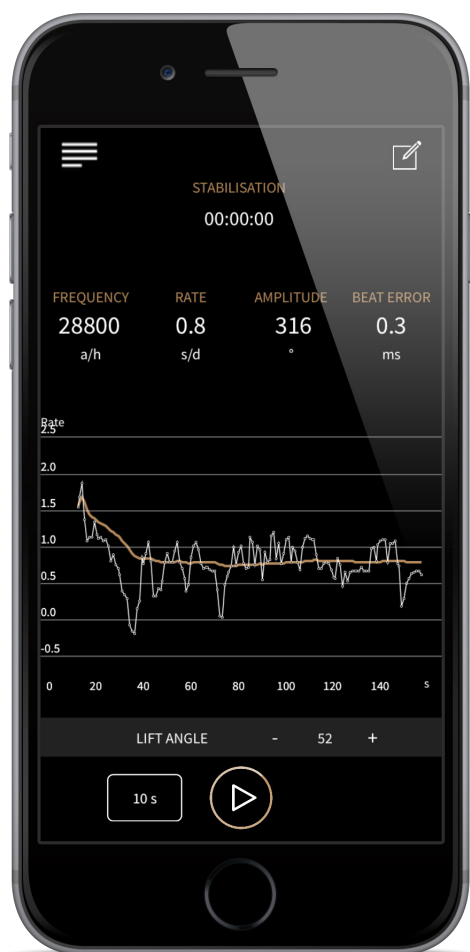 STABILISATION
00:00:00
FREQUENCY RATE AMPLITUDE BEAT ERROR
28800 0.8 316 0.3
a/h s/d ° ms
Rate
2.5
2.0
1.5
1.0
0.5
0.0
-0.5
0 20 40 60 80 100 120 140 s
LIFT ANGLE - 52 +
10 s